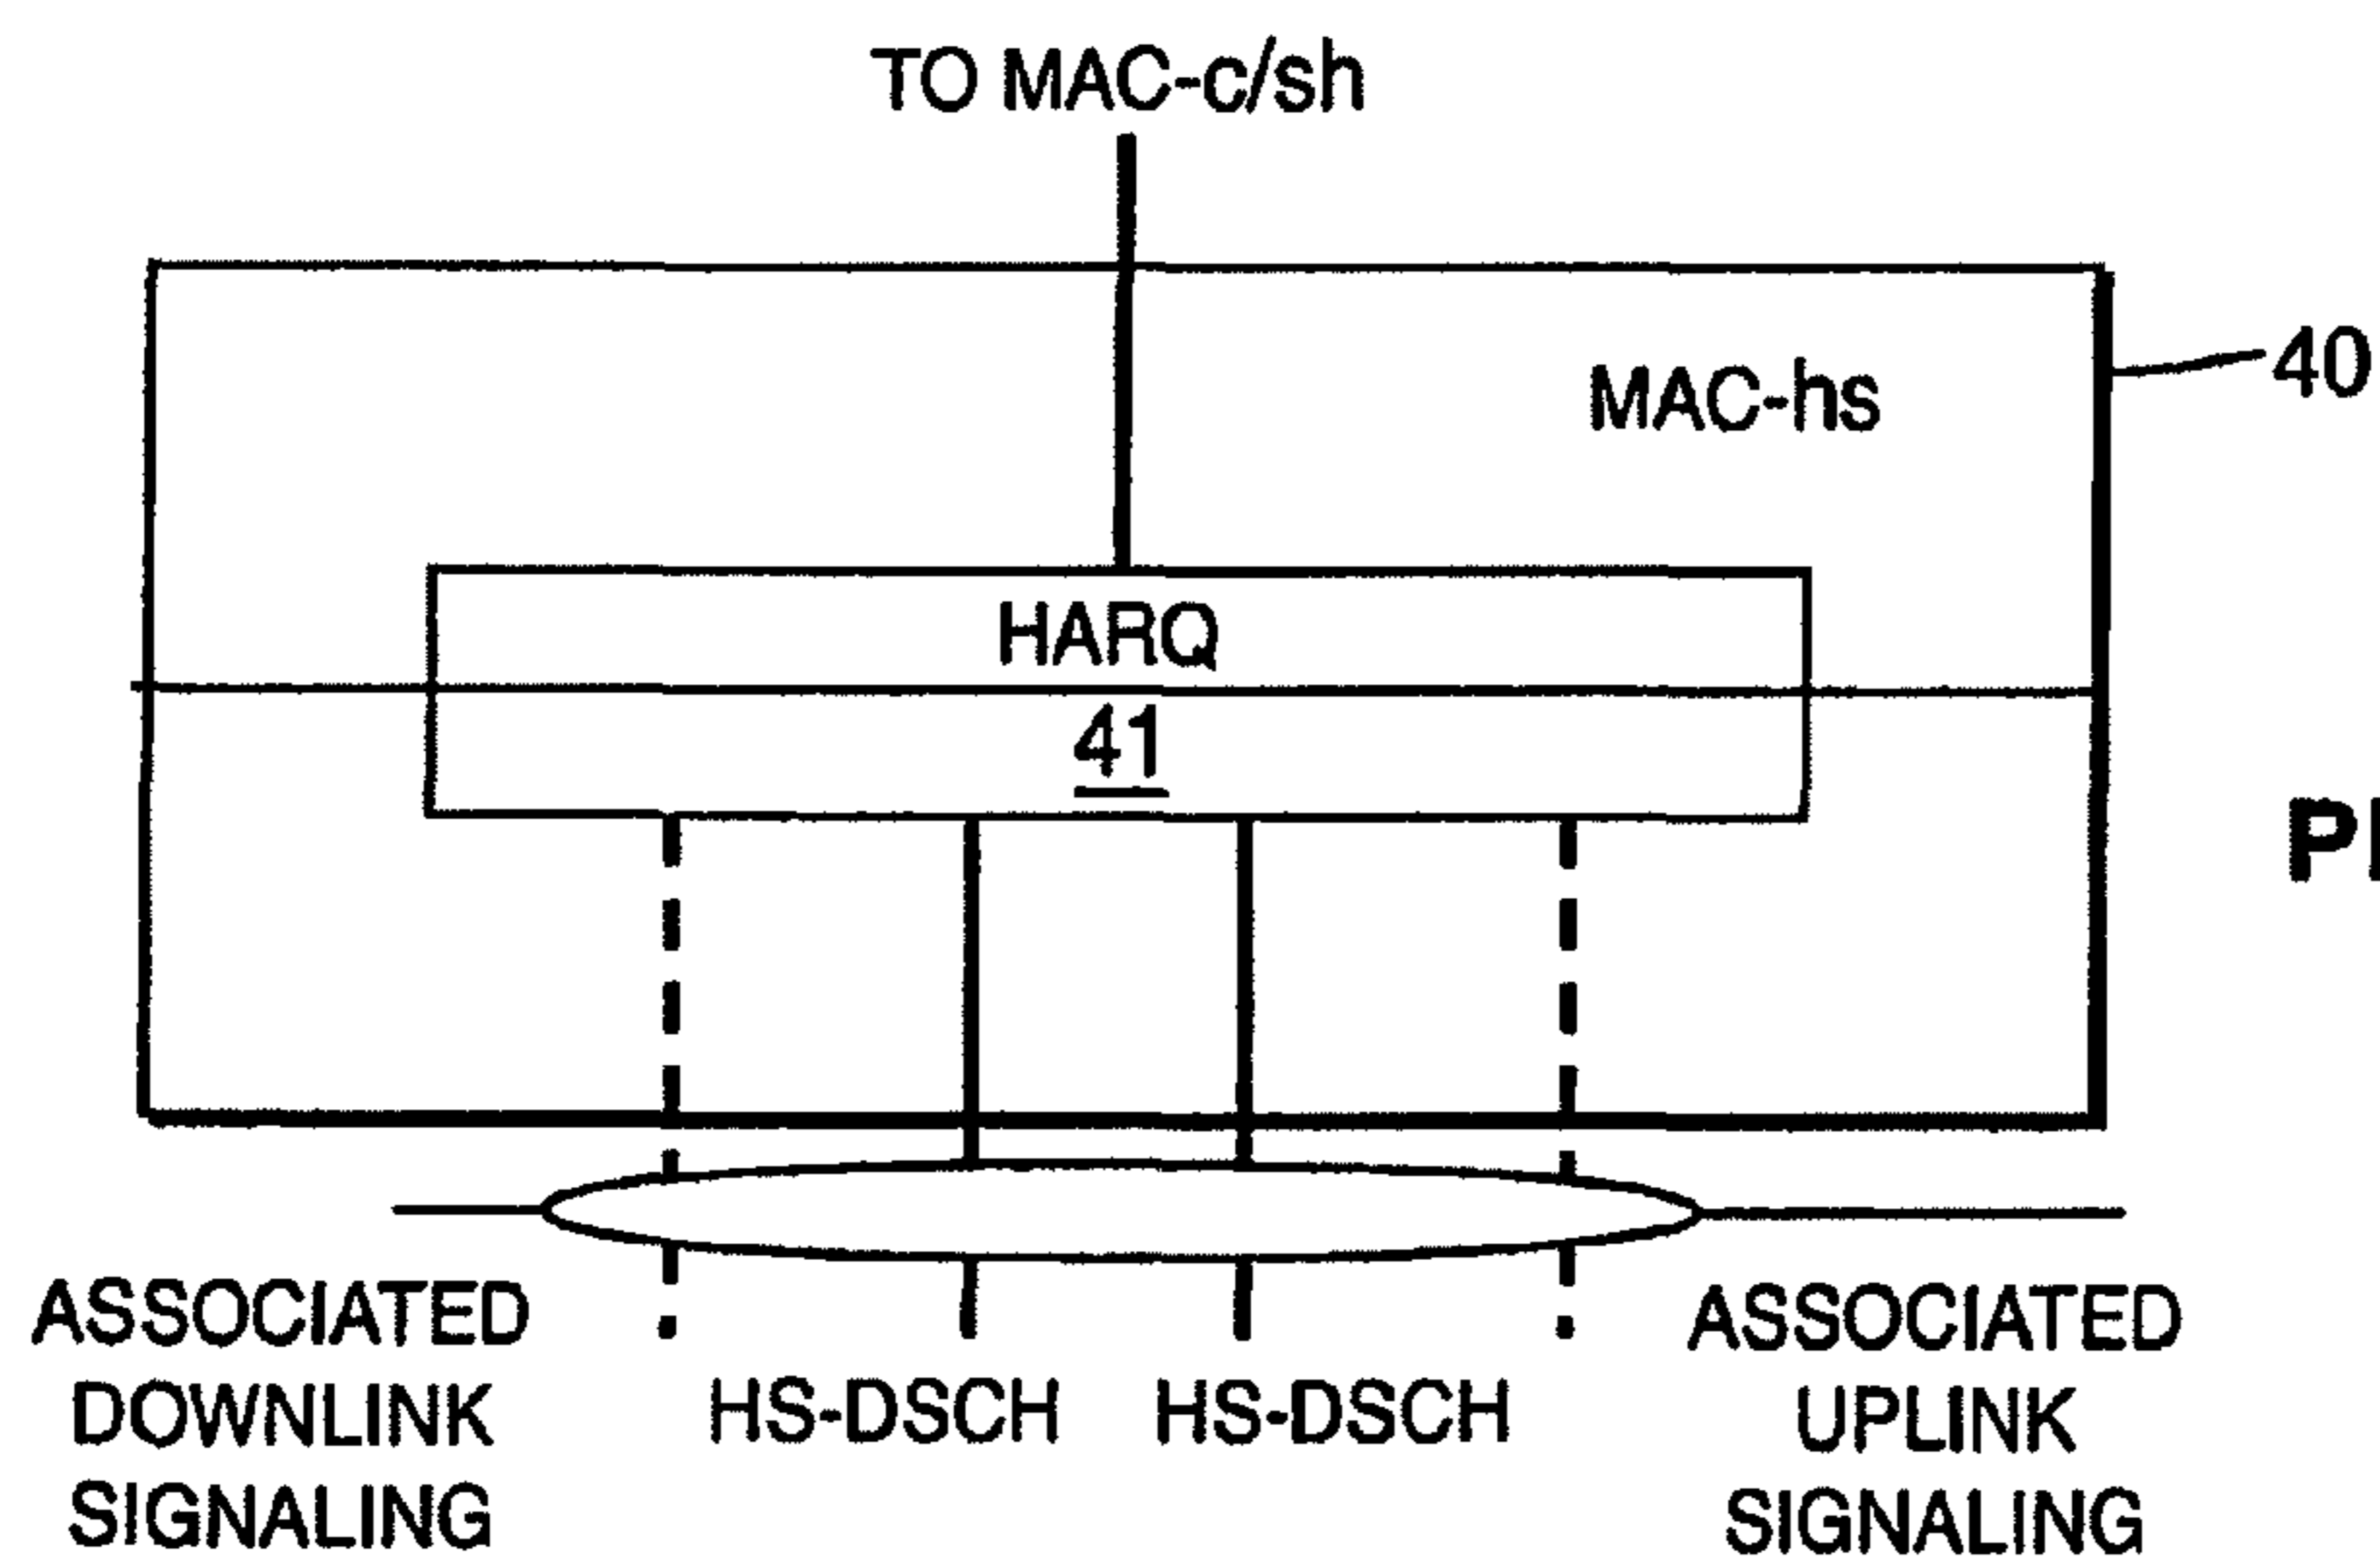 TO MAC-c/sh
MAC-hs
40
HARQ
41
ASSOCIATED
DOWNLINK
SIGNALING
HS-DSCH
HS-DSCH
ASSOCIATED
UPLINK
SIGNALING